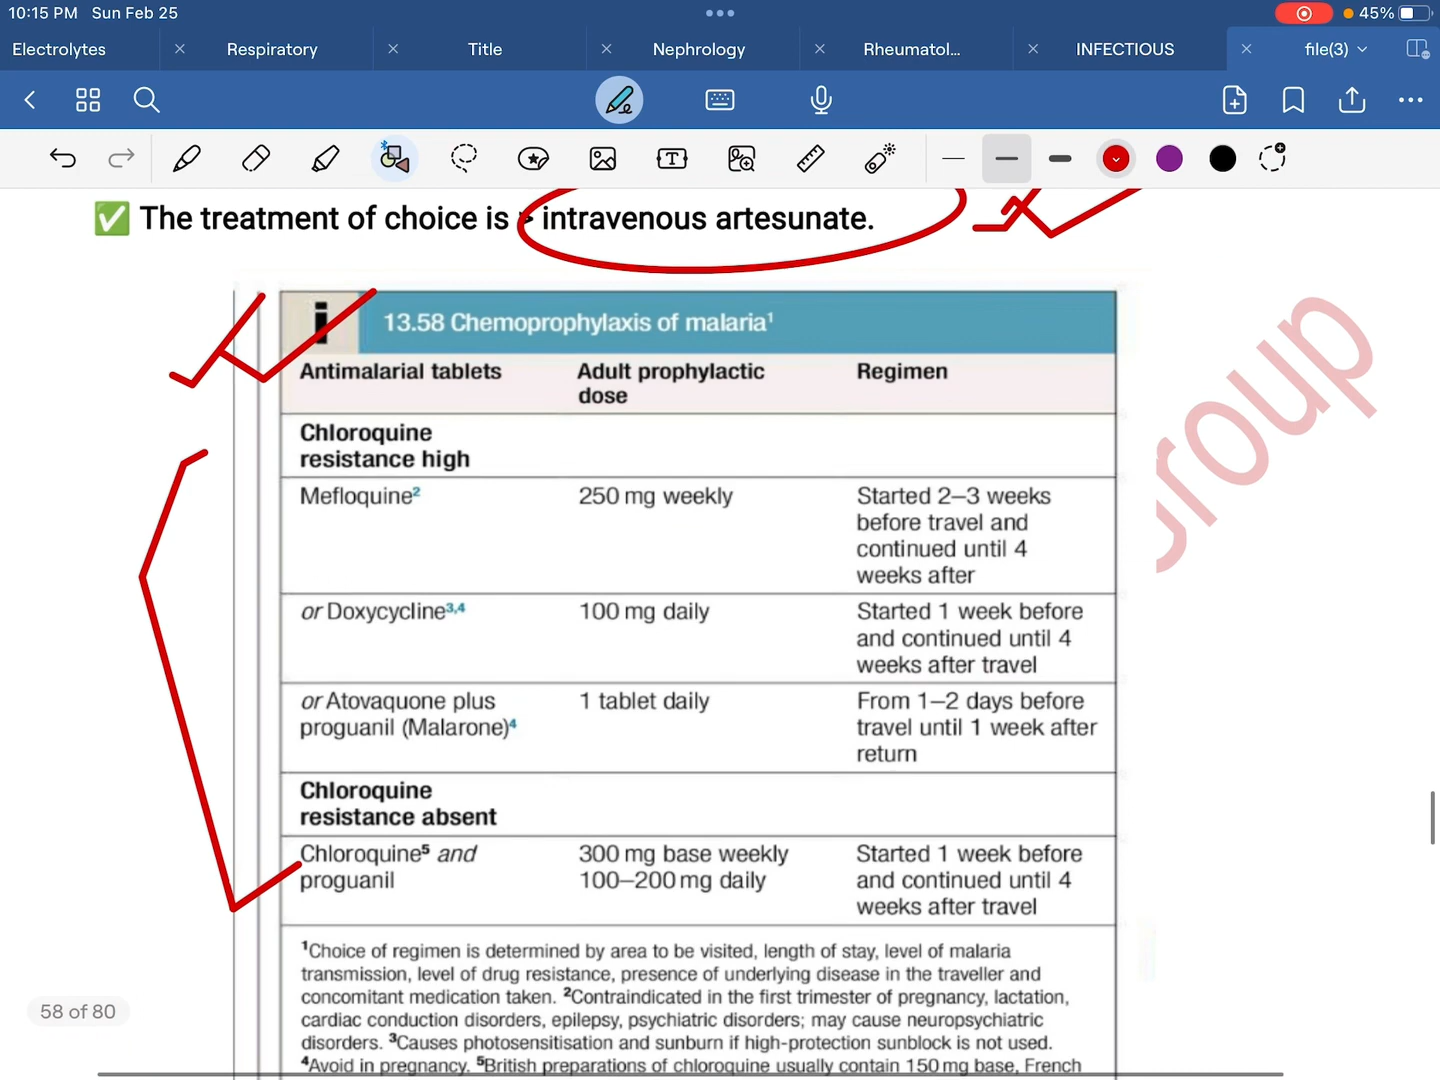 10:15 PM Sun Feb 25
45%
Electrolytes
Respiratory
Title
Nephrology
Rheumatol...
INFECTIOUS
file(3)
✅ The treatment of choice is > intravenous artesunate.
i 13.58 Chemoprophylaxis of malaria¹
Antimalarial tablets Adult prophylactic Regimen
dose
Chloroquine
resistance high
Mefloquine² 250 mg weekly Started 2–3 weeks
before travel and
continued until 4
weeks after
or Doxycycline³,⁴ 100 mg daily Started 1 week before
and continued until 4
weeks after travel
or Atovaquone plus 1 tablet daily From 1–2 days before
proguanil (Malarone)⁴ travel until 1 week after
return
Chloroquine
resistance absent
Chloroquine⁵ and 300 mg base weekly Started 1 week before
proguanil 100–200 mg daily and continued until 4
weeks after travel
¹Choice of regimen is determined by area to be visited, length of stay, level of malaria
transmission, level of drug resistance, presence of underlying disease in the traveller and
concomitant medication taken. ²Contraindicated in the first trimester of pregnancy, lactation,
cardiac conduction disorders, epilepsy, psychiatric disorders; may cause neuropsychiatric
disorders. ³Causes photosensitisation and sunburn if high-protection sunblock is not used.
⁴Avoid in pregnancy. ⁵British preparations of chloroquine usually contain 150 mg base, French
58 of 80